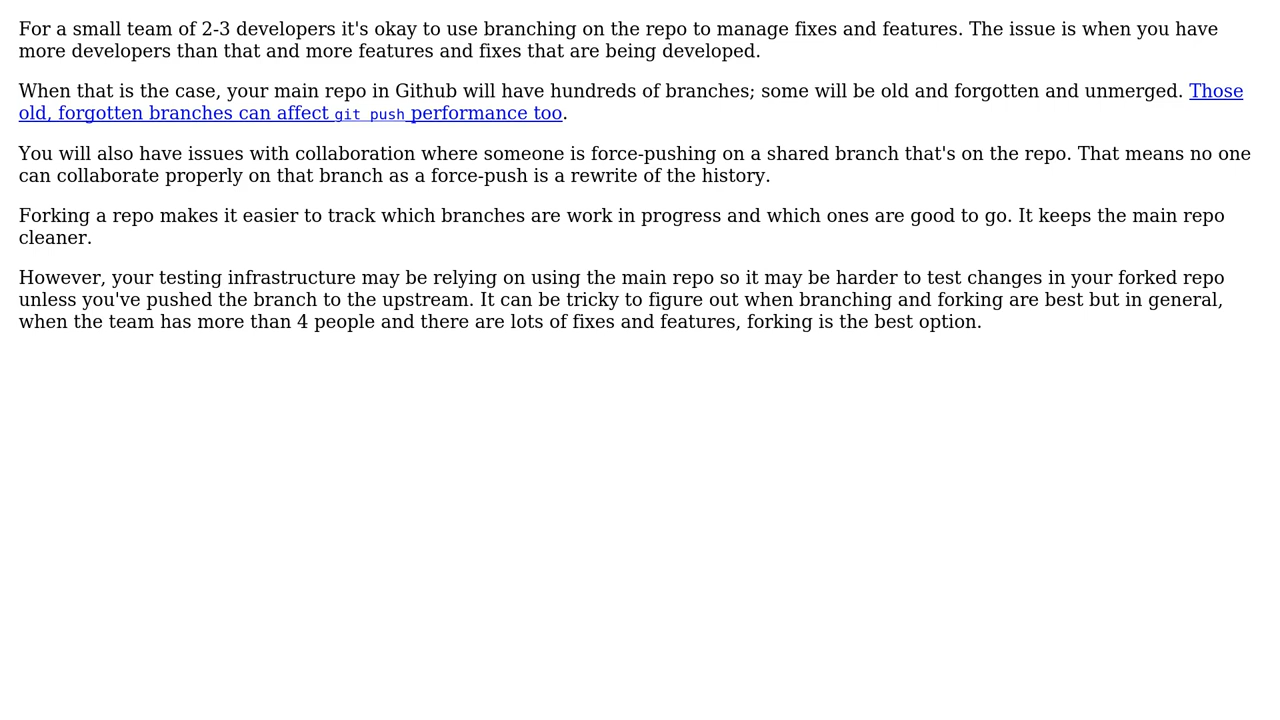 For a small team of 2-3 developers it's okay to use branching on the repo to manage fixes and features. The issue is when you have
more developers than that and more features and fixes that are being developed.
When that is the case, your main repo in Github will have hundreds of branches; some will be old and forgotten and unmerged. Those
old, forgotten branches can affect git push performance too.
You will also have issues with collaboration where someone is force-pushing on a shared branch that's on the repo. That means no one
can collaborate properly on that branch as a force-push is a rewrite of the history.
Forking a repo makes it easier to track which branches are work in progress and which ones are good to go. It keeps the main repo
cleaner.
However, your testing infrastructure may be relying on using the main repo so it may be harder to test changes in your forked repo
unless you've pushed the branch to the upstream. It can be tricky to figure out when branching and forking are best but in general,
when the team has more than 4 people and there are lots of fixes and features, forking is the best option.